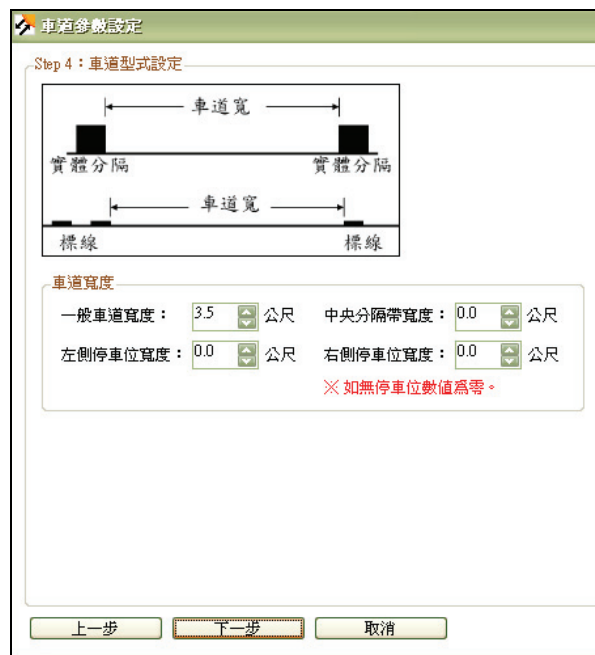 車道參數設定
Step 4：車道型式設定
車道寬
實體分隔 實體分隔
車道寬
標線 標線
車道寬度
一般車道寬度： 3.5 公尺 中央分隔帶寬度： 0.0 公尺
左側停車位寬度： 0.0 公尺 右側停車位寬度： 0.0 公尺
※ 如無停車位數值為零。
上一步 下一步 取消